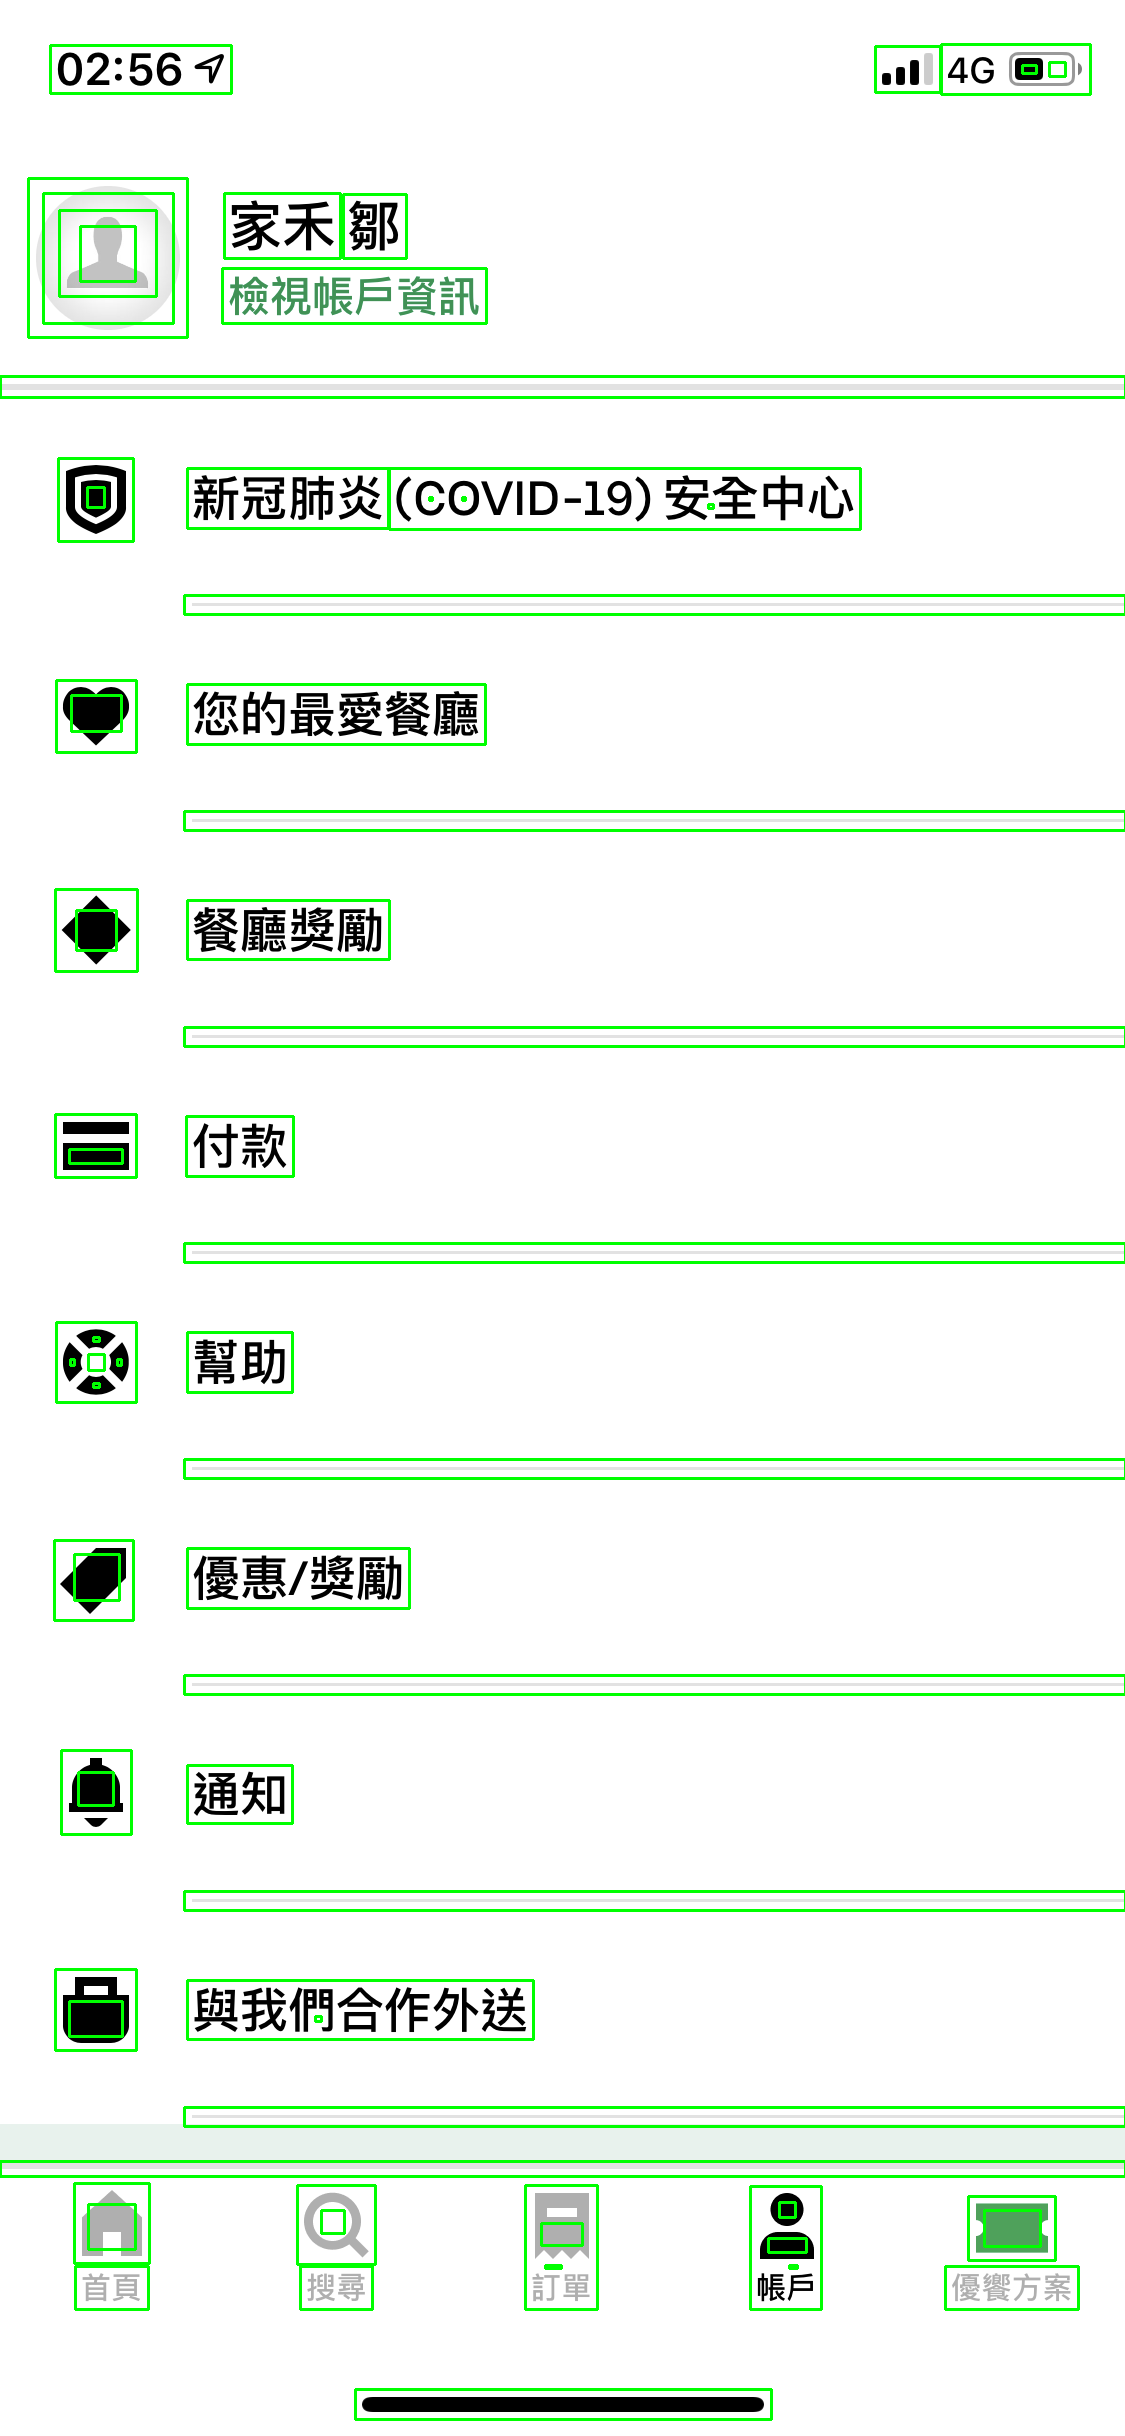 02:56 4G
家禾 鄒
檢視帳戶資訊
新冠肺炎 (COVID-19) 安全中心
您的最愛餐廳
餐廳獎勵
付款
幫助
優惠/獎勵
通知
與我們合作外送
首頁 搜尋 訂單 帳戶 優饗方案